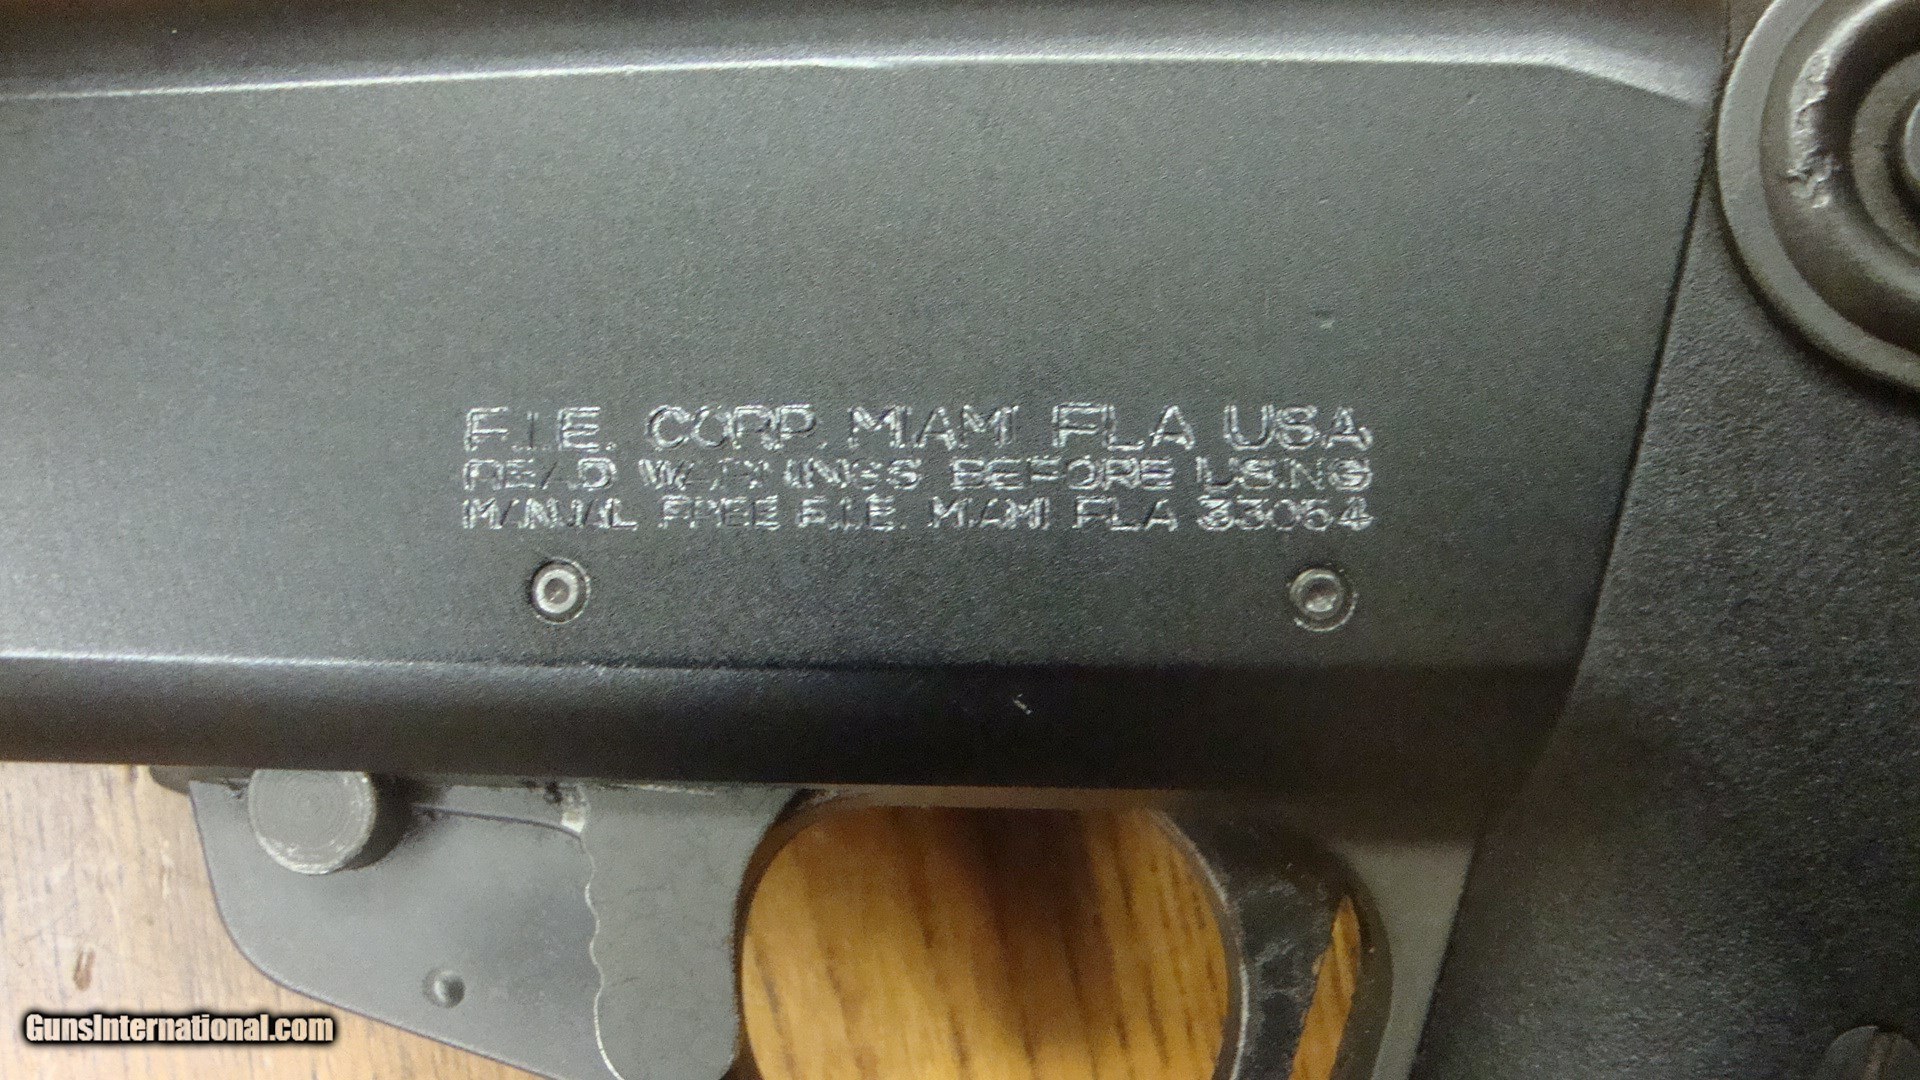 F.I.E. CORP. MIAMI FLA USA
READ WARNINGS BEFORE USING
MANUAL FREE F.I.E. MIAMI FLA 33054
GunsInternational.com